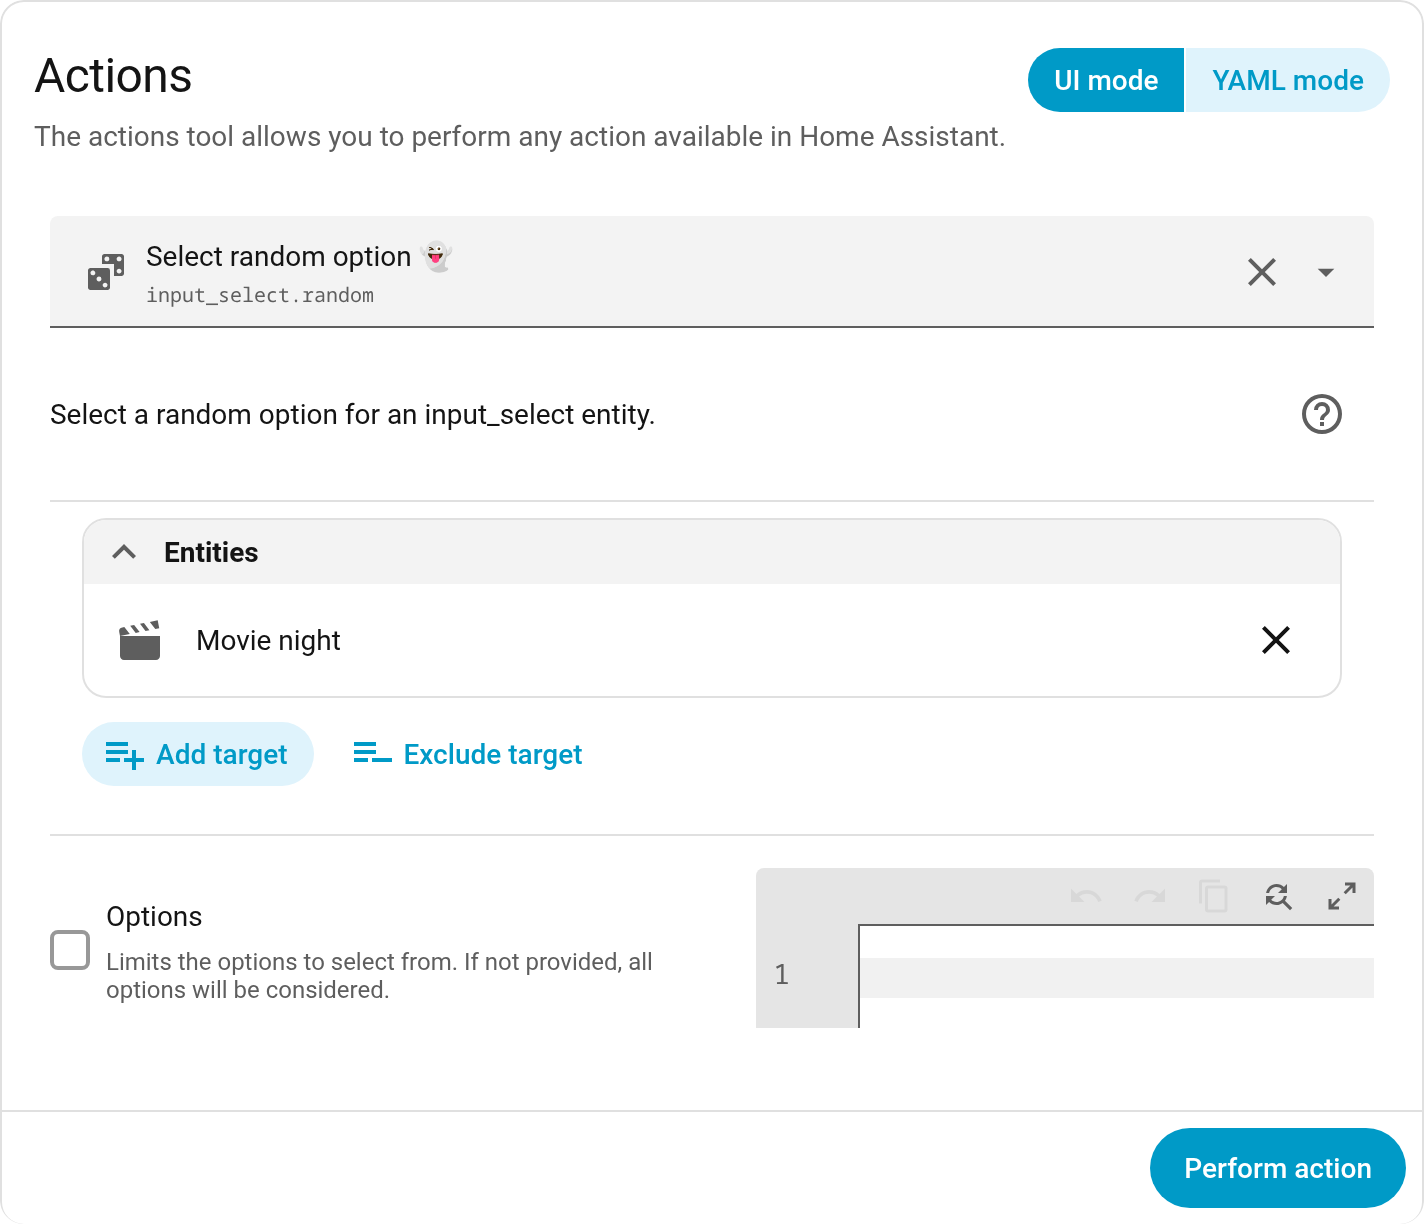 Actions
UI mode
YAML mode
The actions tool allows you to perform any action available in Home Assistant.
Select random option 👻
input_select.random
Select a random option for an input_select entity.
Entities
Movie night
Add target
Exclude target
Options
Limits the options to select from. If not provided, all
options will be considered.
1
Perform action